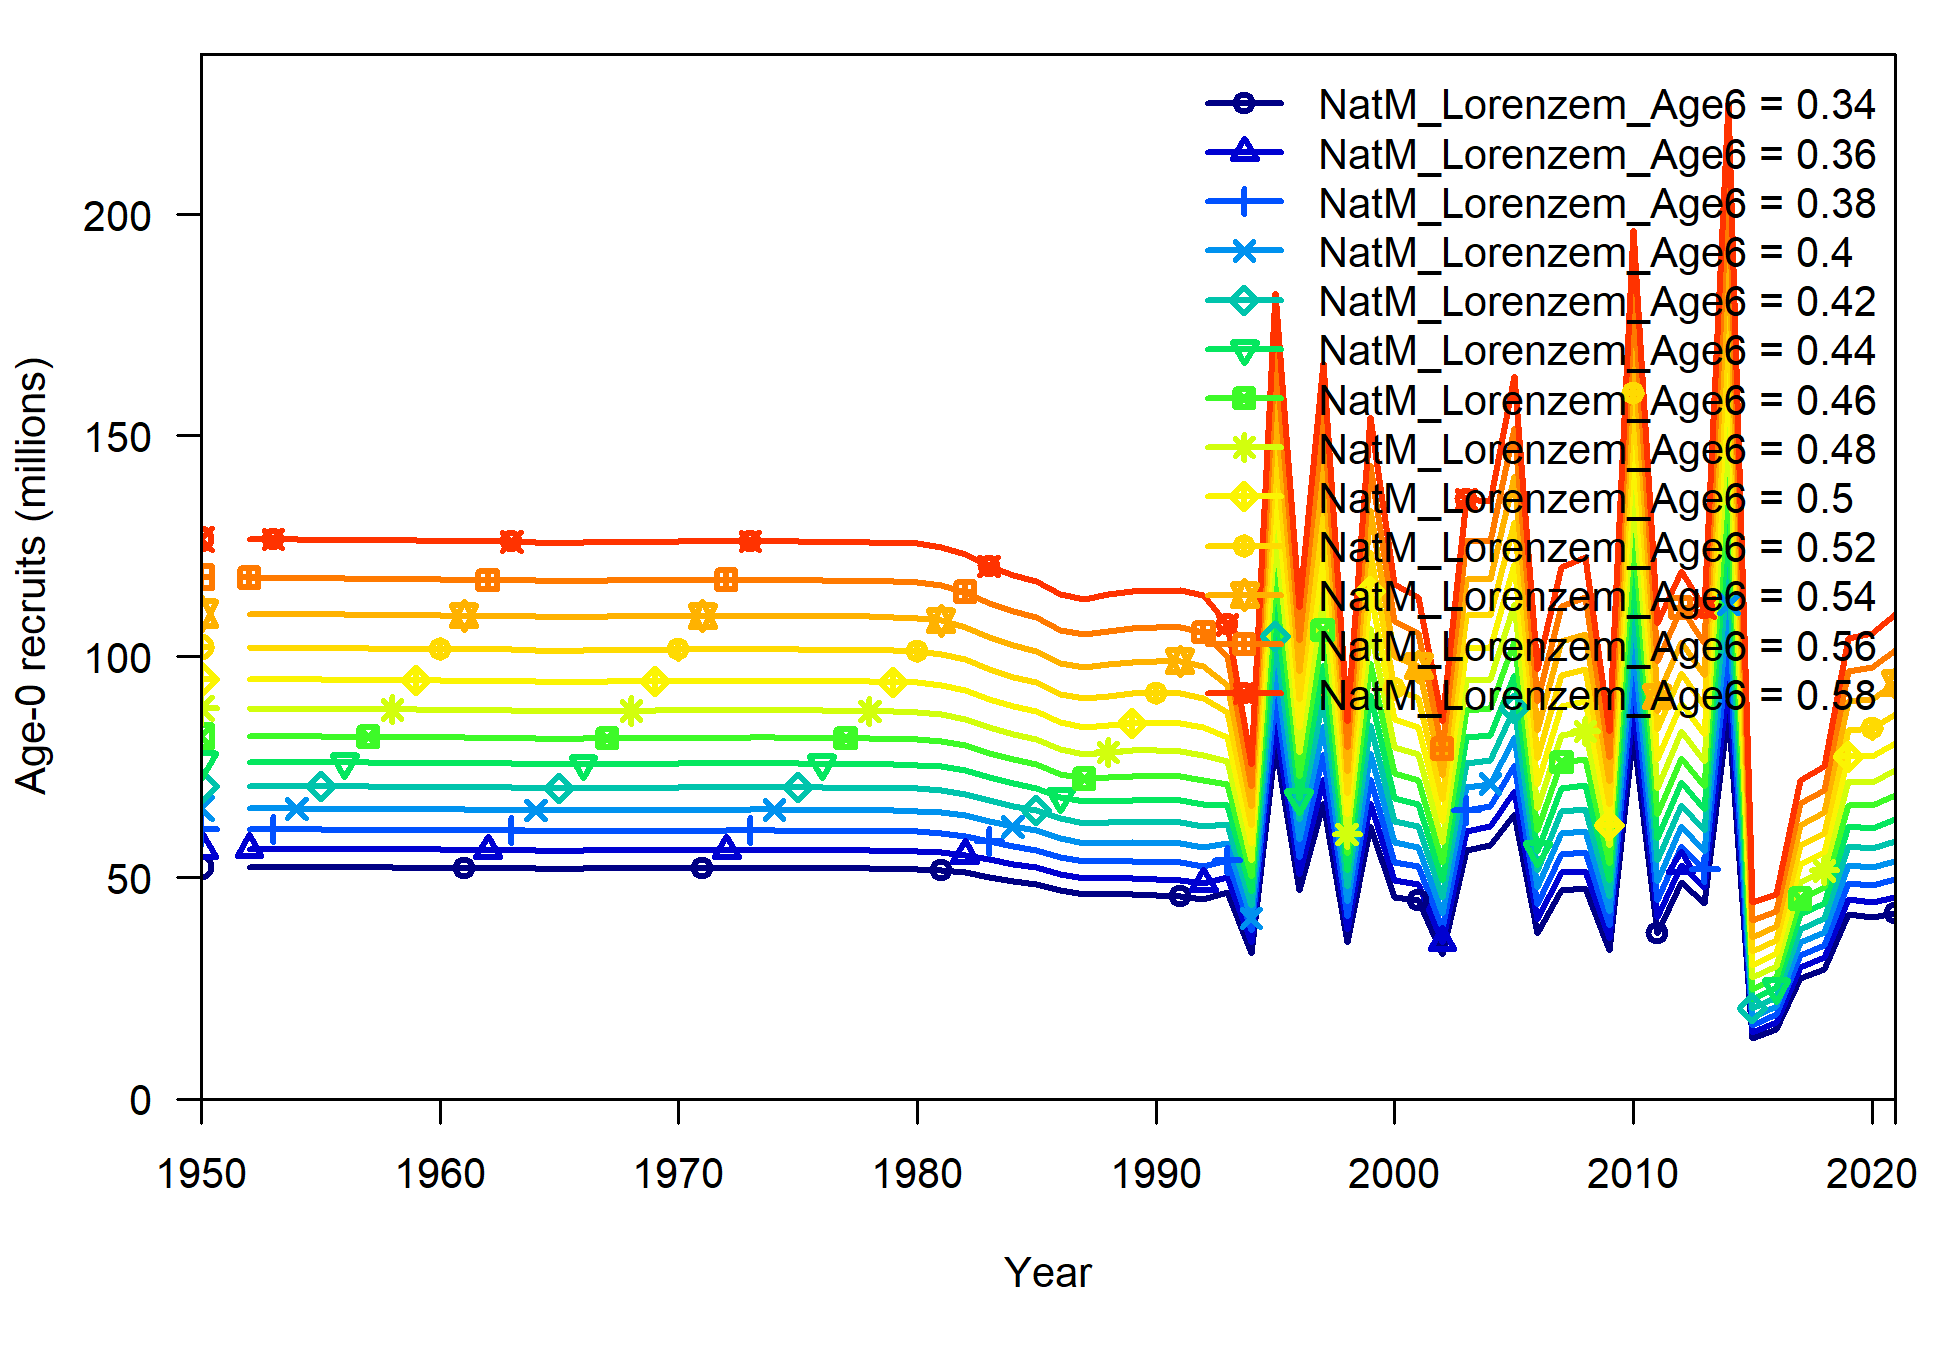 NatM_Lorenzem_Age6 = 0.34
NatM_Lorenzem_Age6 = 0.36
NatM_Lorenzem_Age6 = 0.38
NatM_Lorenzem_Age6 = 0.4
NatM_Lorenzem_Age6 = 0.42
NatM_Lorenzem_Age6 = 0.44
NatM_Lorenzem_Age6 = 0.46
NatM_Lorenzem_Age6 = 0.48
NatM_Lorenzem_Age6 = 0.5
NatM_Lorenzem_Age6 = 0.52
NatM_Lorenzem_Age6 = 0.54
NatM_Lorenzem_Age6 = 0.56
NatM_Lorenzem_Age6 = 0.58
Age-0 recruits (millions)
200
150
100
50
0
1950 1960 1970 1980 1990 2000 2010 2020
Year